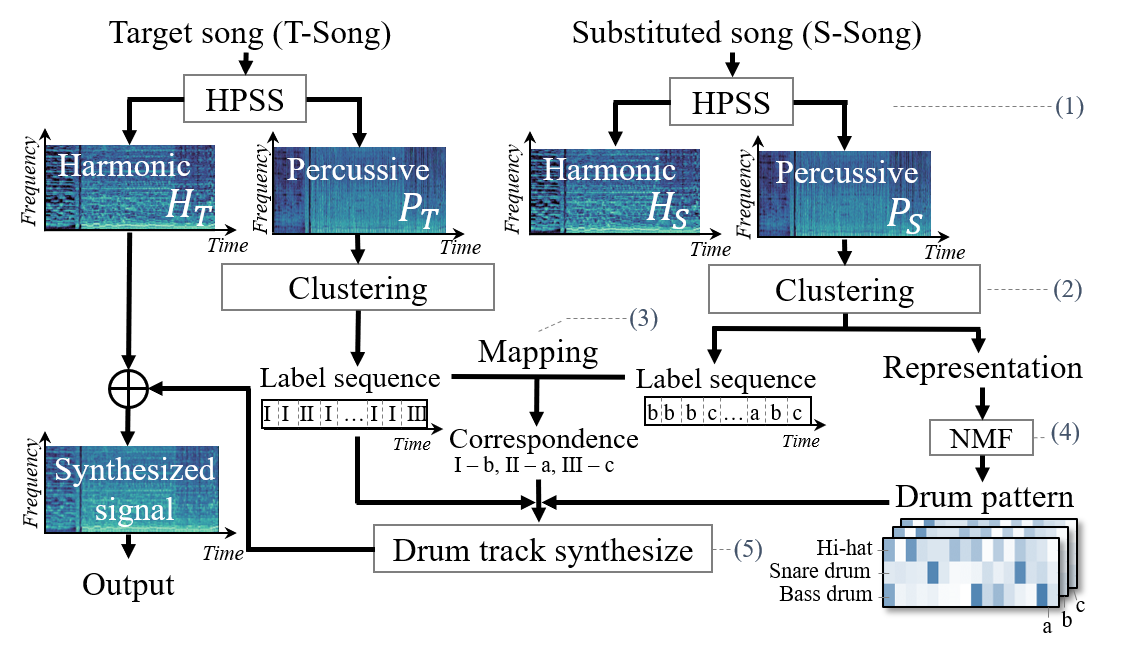 Target song (T-Song)
Substituted song (S-Song)
HPSS
HPSS
(1)
Frequency
Harmonic
H_T
Time
Frequency
Percussive
P_T
Time
Frequency
Harmonic
H_S
Time
Frequency
Percussive
P_S
Time
Clustering
Clustering
(2)
(3)
Mapping
Label sequence
I I II I ... I I III
Time
Label sequence
b b b c ... a b c
Time
Representation
NMF
(4)
Correspondence
I – b, II – a, III – c
Frequency
Synthesized
signal
Time
Output
Drum track synthesize
(5)
Drum pattern
Hi-hat
Snare drum
Bass drum
a
b
c